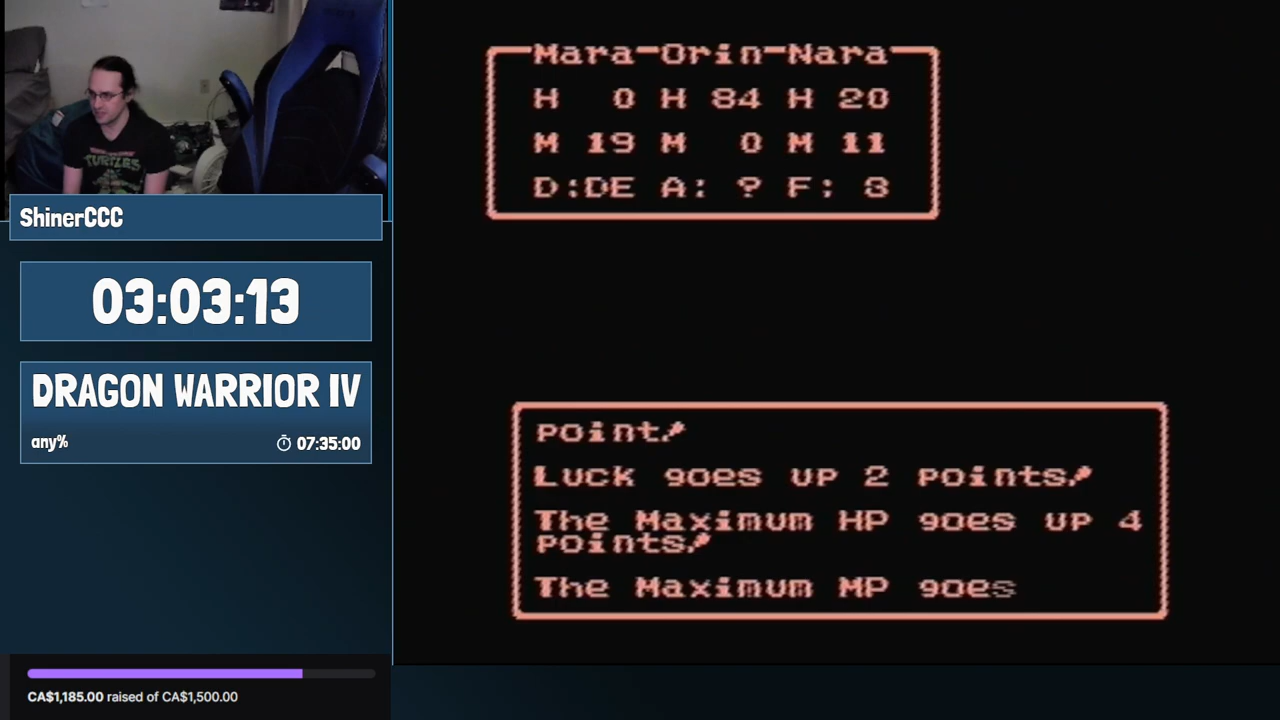 Mara Orin Nara
H 0 H 84 H 20
M 19 M 0 M 11
D:DE A: ? F: 3
TURTLES
ShinerCCC
03:03:13
DRAGON WARRIOR IV
any% 07:35:00
point!
Luck goes up 2 points!
The Maximum HP goes up 4
points!
The Maximum MP goes
CA$1,185.00 raised of CA$1,500.00